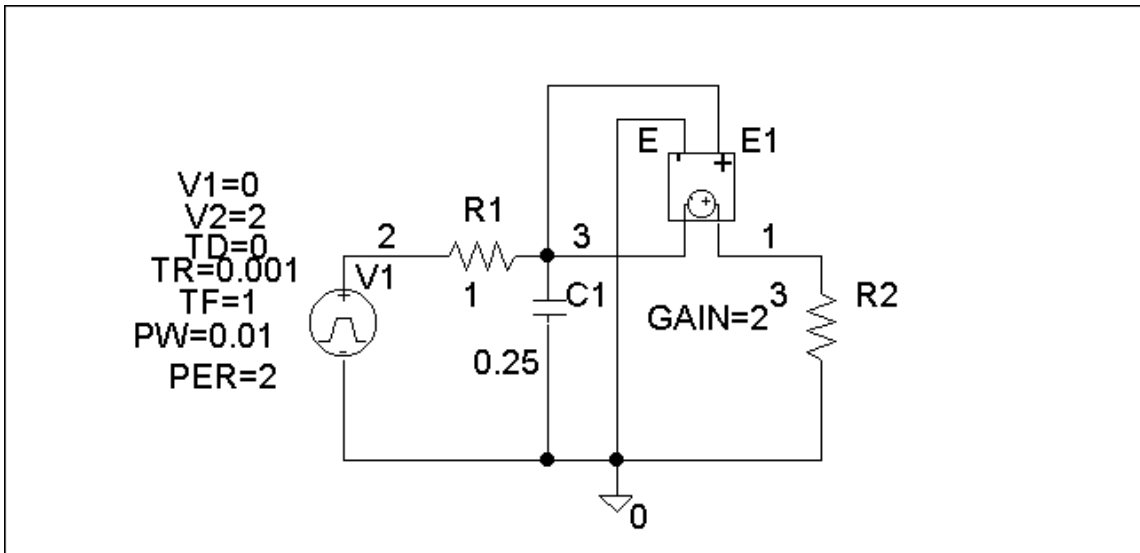 E E1
V1=0
V2=2
TD=0
TR=0.001
TF=1
PW=0.01
PER=2
2
V1
R1
1
3
C1
0.25
1
GAIN=2
3
R2
0